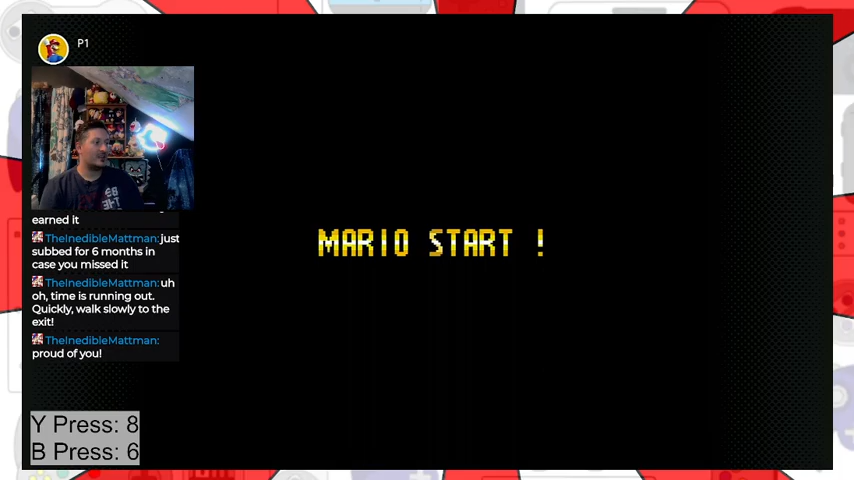 P1
earned it
TheInedibleMattman: just
subbed for 6 months in
case you missed it
TheInedibleMattman: uh
oh, time is running out.
Quickly, walk slowly to the
exit!
TheInedibleMattman:
proud of you!
MARIO START !
Y Press: 8
B Press: 6